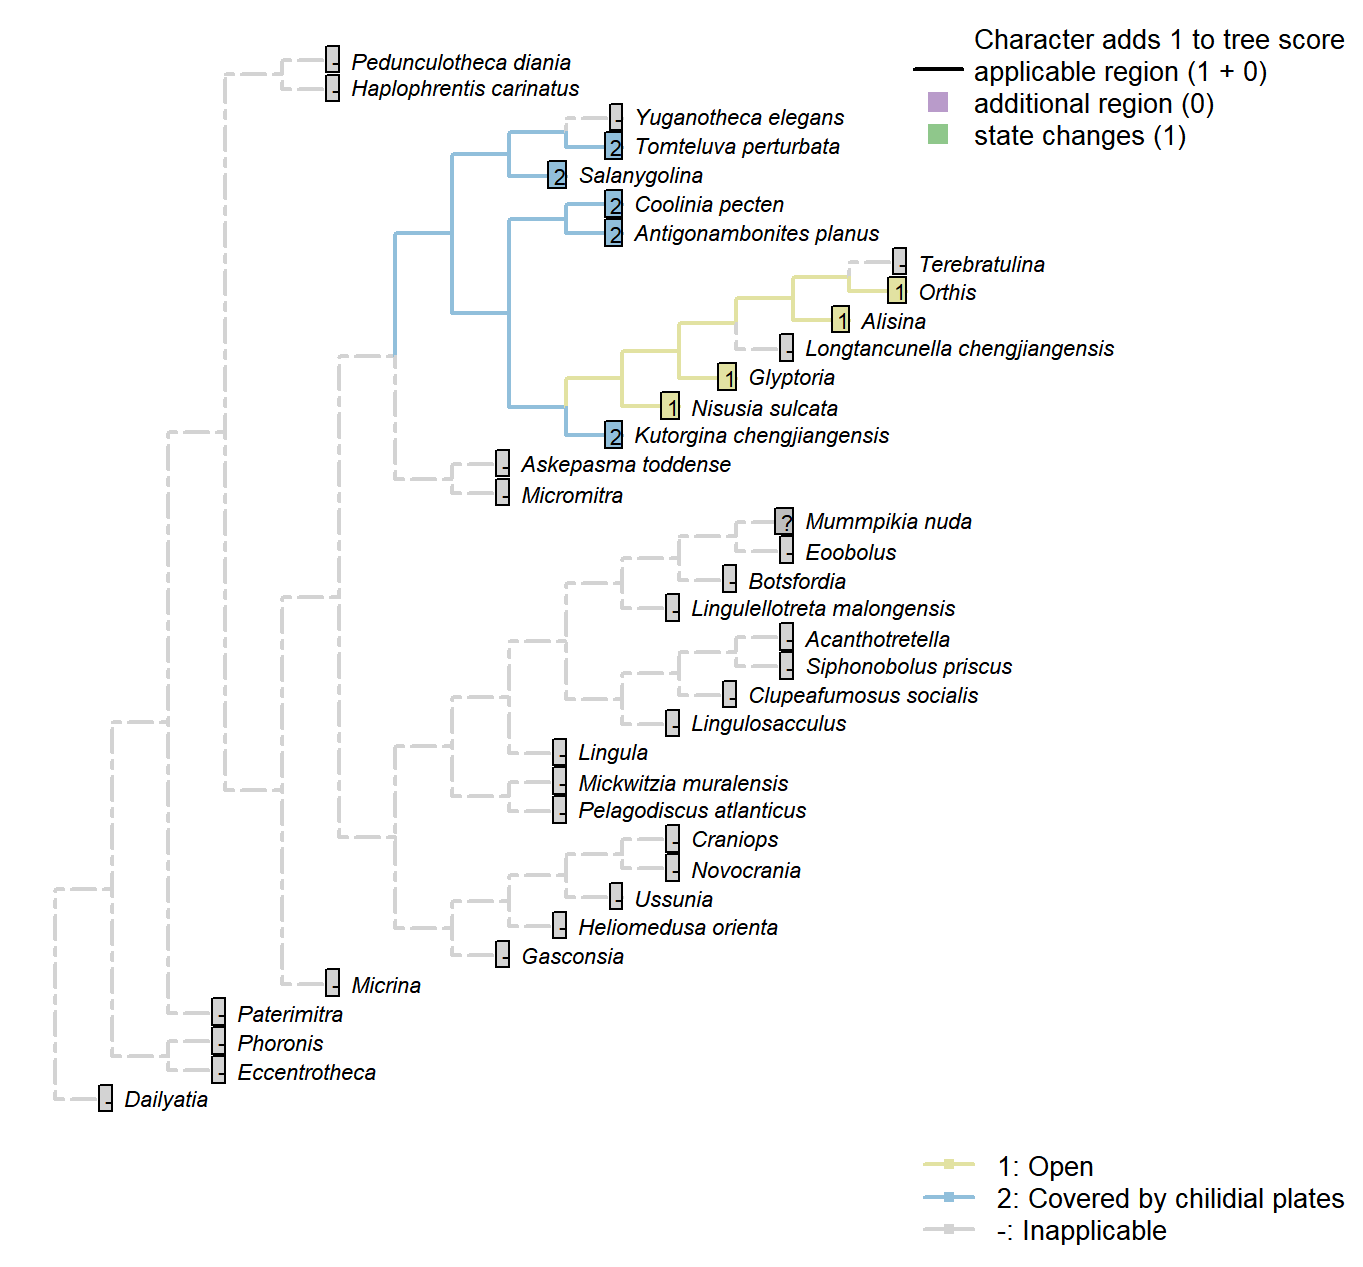 Character adds 1 to tree score
applicable region (1 + 0)
additional region (0)
state changes (1)
- Pedunculotheca diania
- Haplophrentis carinatus
- Yuganotheca elegans
2 Tomteluva perturbata
2 Salanygolina
2 Coolinia pecten
2 Antigonambonites planus
- Terebratulina
1 Orthis
1 Alisina
- Longtancunella chengjiangensis
1 Glyptoria
1 Nisusia sulcata
2 Kutorgina chengjiangensis
- Askepasma toddense
- Micromitra
? Mummpikia nuda
- Eoobolus
- Botsfordia
- Lingulellotreta malongensis
- Acanthotretella
- Siphonobolus priscus
- Clupeafumosus socialis
- Lingulosacculus
- Lingula
- Mickwitzia muralensis
- Pelagodiscus atlanticus
- Craniops
- Novocrania
- Ussunia
- Heliomedusa orienta
- Gasconsia
- Micrina
- Paterimitra
- Phoronis
- Eccentrotheca
- Dailyatia
1: Open
2: Covered by chilidial plates
-: Inapplicable